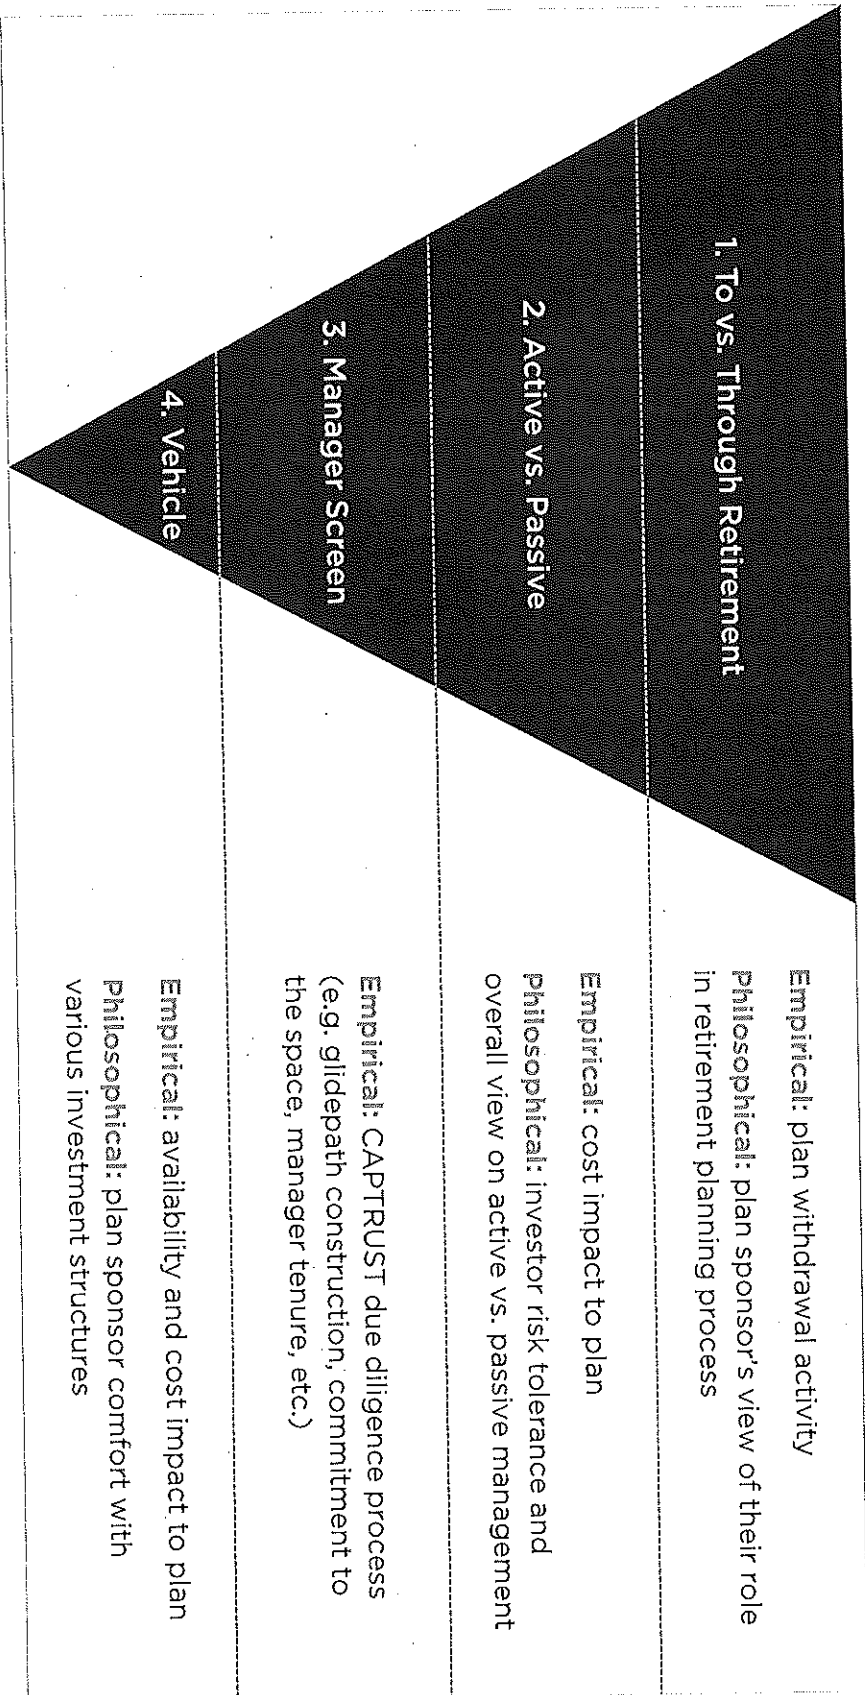 1. To vs. Through Retirement
Empirical: plan withdrawal activity
Philosophical: plan sponsor's view of their role
in retirement planning process
2. Active vs. Passive
Empirical: cost impact to plan
Philosophical: investor risk tolerance and
overall view on active vs. passive management
3. Manager Screen
Empirical: CAPTRUST due diligence process
(e.g. glidepath construction, commitment to
the space, manager tenure, etc.)
4. Vehicle
Empirical: availability and cost impact to plan
Philosophical: plan sponsor comfort with
various investment structures